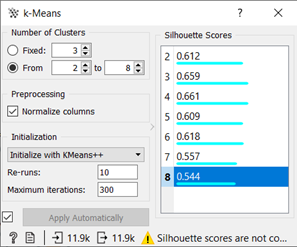 k-Means
?
Number of Clusters
Fixed: 3
From 2 to 8
Preprocessing
Normalize columns
Initialization
Initialize with KMeans++
Re-runs: 10
Maximum iterations: 300
Apply Automatically
Silhouette Scores
2 0.612
3 0.659
4 0.661
5 0.609
6 0.618
7 0.557
8 0.544
? 11.9k 11.9k Silhouette scores are not co...